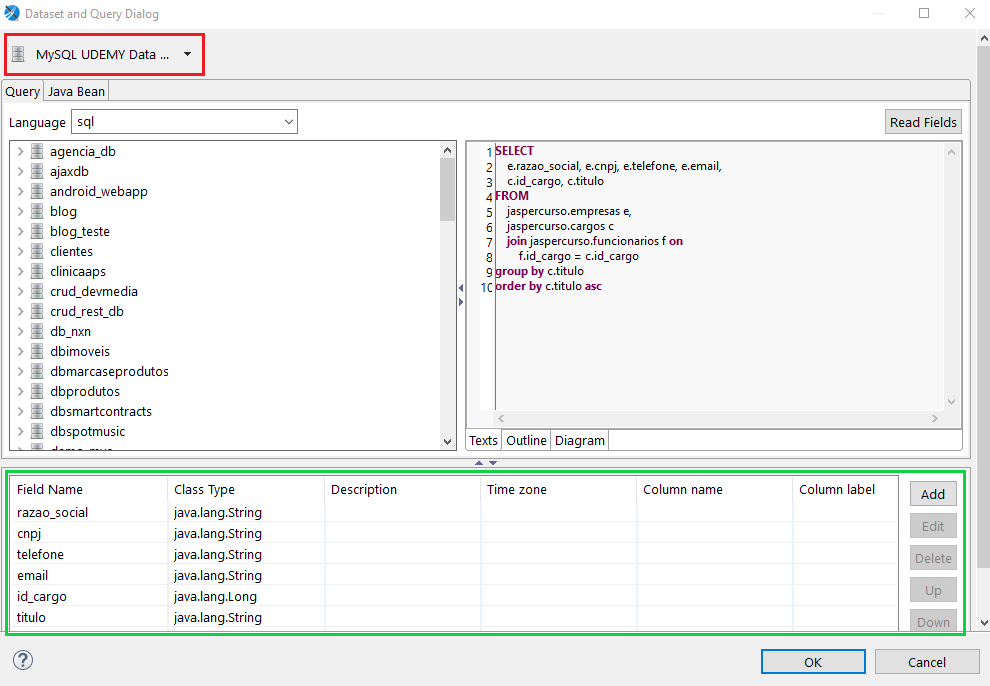 Dataset and Query Dialog
MySQL UDEMY Data ...
Query Java Bean
Language sql Read Fields
agencia_db
ajaxdb
android_webapp
blog
blog_teste
clientes
clinicaaps
crud_devmedia
crud_rest_db
db_nxn
dbimoveis
dbmarcaseprodutos
dbprodutos
dbsmartcontracts
dbspotmusic
1 SELECT
2 e.razao_social, e.cnpj, e.telefone, e.email,
3 c.id_cargo, c.titulo
4 FROM
5 jaspercurso.empresas e,
6 jaspercurso.cargos c
7 join jaspercurso.funcionarios f on
8 f.id_cargo = c.id_cargo
9 group by c.titulo
10 order by c.titulo asc
Texts Outline Diagram
Field Name Class Type Description Time zone Column name Column label
razao_social java.lang.String
cnpj java.lang.String
telefone java.lang.String
email java.lang.String
id_cargo java.lang.Long
titulo java.lang.String
Add
Edit
Delete
Up
Down
? OK Cancel